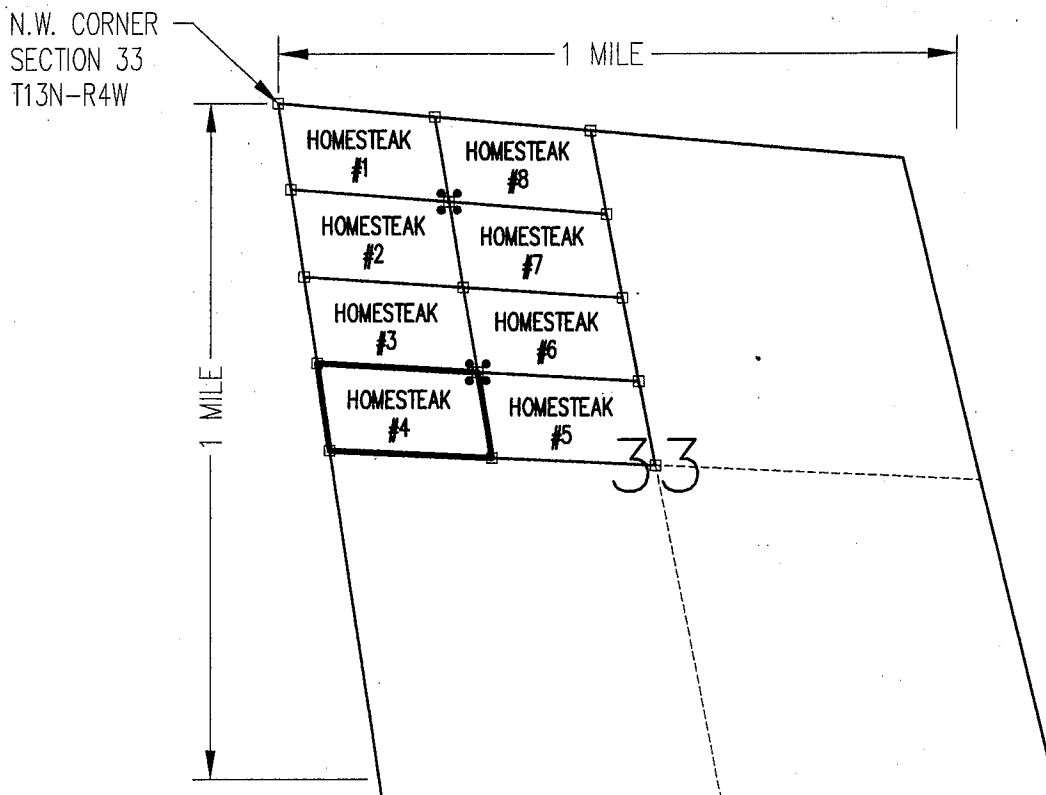 N.W. CORNER
SECTION 33
T13N-R4W
1 MILE
1 MILE
HOMESTEAK
#1
HOMESTEAK
#8
HOMESTEAK
#2
HOMESTEAK
#7
HOMESTEAK
#3
HOMESTEAK
#6
HOMESTEAK
#4
HOMESTEAK
#5
33